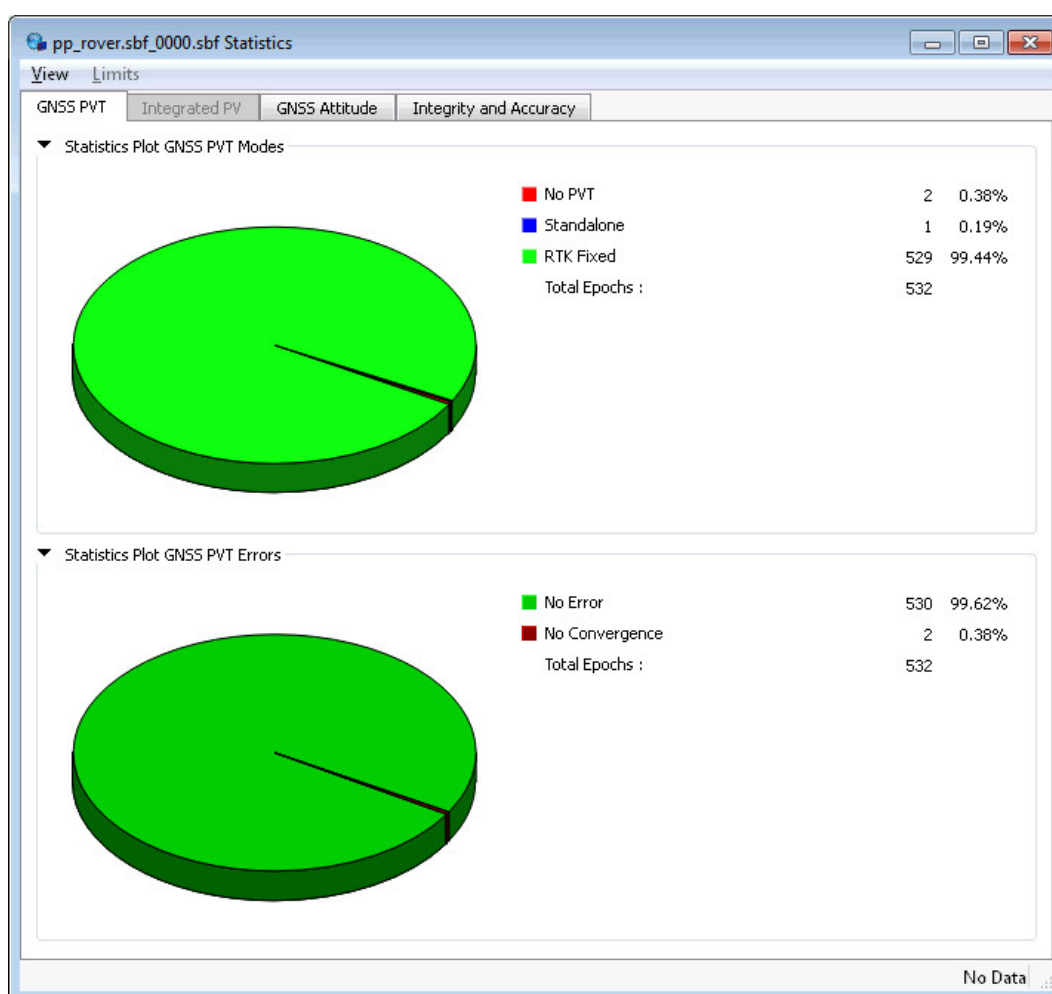 pp_rover.sbf_0000.sbf Statistics
View Limits
GNSS PVT Integrated PV GNSS Attitude Integrity and Accuracy
Statistics Plot GNSS PVT Modes
No PVT 2 0.38%
Standalone 1 0.19%
RTK Fixed 529 99.44%
Total Epochs : 532
Statistics Plot GNSS PVT Errors
No Error 530 99.62%
No Convergence 2 0.38%
Total Epochs : 532
No Data